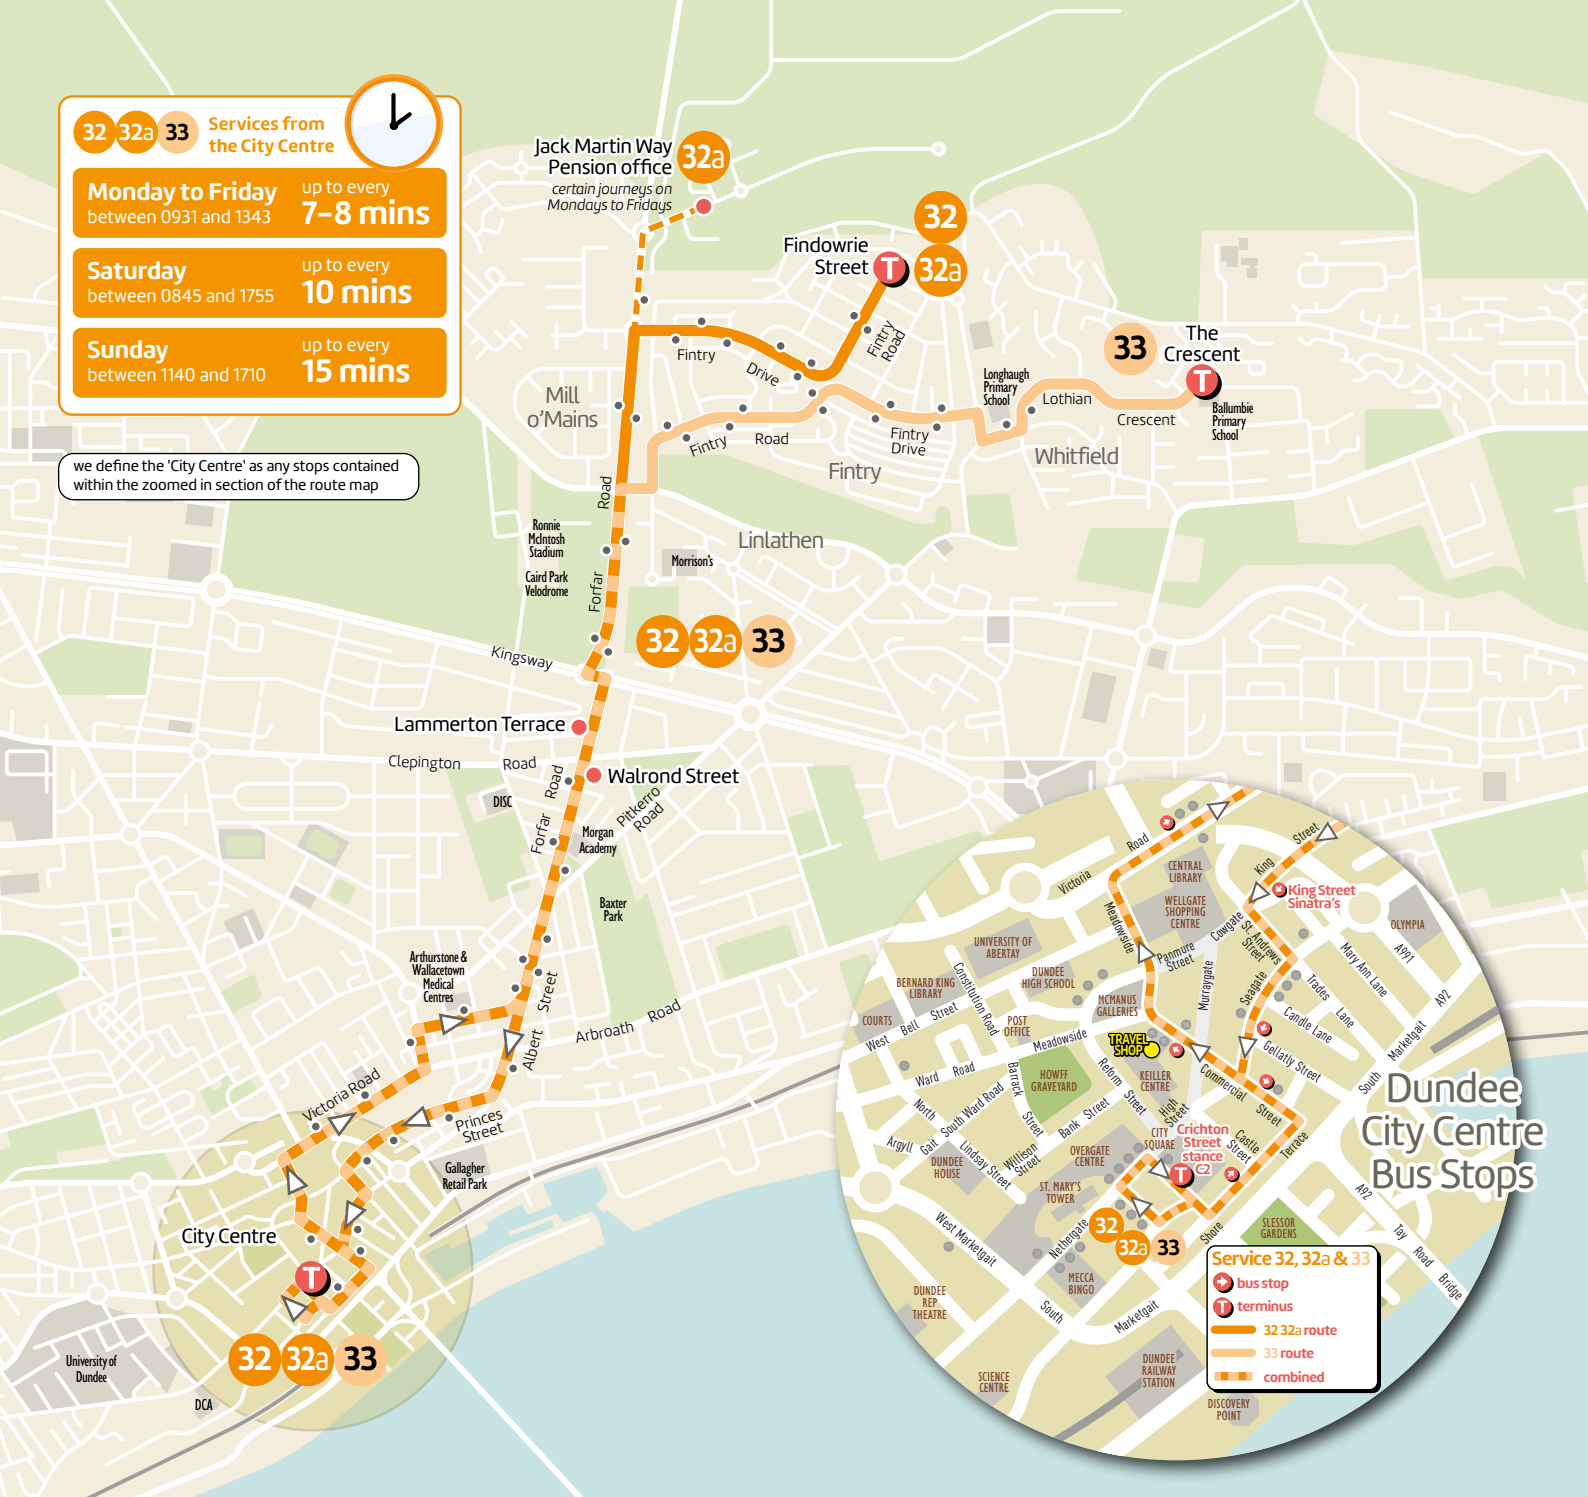 32 32a 33 Services from
the City Centre
Monday to Friday
between 0931 and 1343
up to every
7-8 mins
Saturday
between 0845 and 1755
up to every
10 mins
Sunday
between 1140 and 1710
up to every
15 mins
we define the 'City Centre' as any stops contained
within the zoomed in section of the route map
Jack Martin Way
Pension office
certain journeys on
Mondays to Fridays
32a
Findowrie
Street
T
32
32a
33
The
Crescent
T
Ballumbie
Primary
School
Longhaugh
Primary
School
Lothian
Crescent
Whitfield
Fintry
Road
Fintry
Drive
Mill
o'Mains
Fintry
Road
Fintry
Drive
Fintry
Road
Ronnie
McIntosh
Stadium
Caird Park
Velodrome
Linlathen
Morrison's
Forfar
Kingsway
32 32a 33
Lammerton Terrace
Walrond Street
Clepington
Road
Road
Forfar
DISC
Pitkerro
Road
Morgan
Academy
Baxter
Park
Arthurstone &
Wallacetown
Medical
Centres
Street
Albert
Arbroath
Road
Victoria Road
Princes
Street
Gallagher
Retail Park
City Centre
T
32 32a 33
University of
Dundee
DCA
Road
Victoria
CENTRAL
LIBRARY
WELLGATE
SHOPPING
CENTRE
Street
King
King Street
Sinatra's
OLYMPIA
A991
Meadowside
Cowgate
St. Andrews
Street
Panmure
Street
Murraygate
Mary Ann Lane
UNIVERSITY OF
ABERTAY
DUNDEE
HIGH SCHOOL
BERNARD KING
LIBRARY
Constitution Road
MCMANUS
GALLERIES
Seagate
Trades
Lane
Candle Lane
A92
COURTS
West
Bell
Street
POST
OFFICE
Meadowside
TRAVEL
SHOP
Gellatly Street
South
Marketgait
Ward
Road
Barrack
Street
HOWFF
GRAVEYARD
Reform
Street
KEILLER
CENTRE
Commercial
Street
High
Street
North
South Ward Road
Argyll
Gait
Lindsay Street
Willison
Street
Bank
Street
CITY
SQUARE
Crichton
Street
stance
C2
T
Castle
Street
Terrace
Dundee
City Centre
Bus Stops
DUNDEE
HOUSE
OVERGATE
CENTRE
ST. MARY'S
TOWER
Nethergate
32
32a 33
Shore
SLESSOR
GARDENS
A92
Tay
Road
Bridge
West Marketgait
MECCA
BINGO
DUNDEE
REP
THEATRE
South
Marketgait
DUNDEE
RAILWAY
STATION
SCIENCE
CENTRE
DISCOVERY
POINT
Service 32, 32a & 33
bus stop
T terminus
32 32a route
33 route
combined